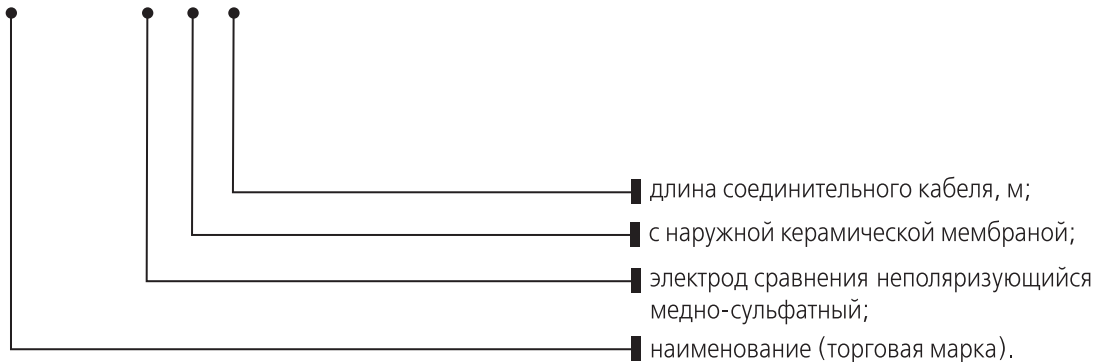 длина соединительного кабеля, м;
с наружной керамической мембраной;
электрод сравнения неполяризующийся
медно-сульфатный;
наименование (торговая марка).